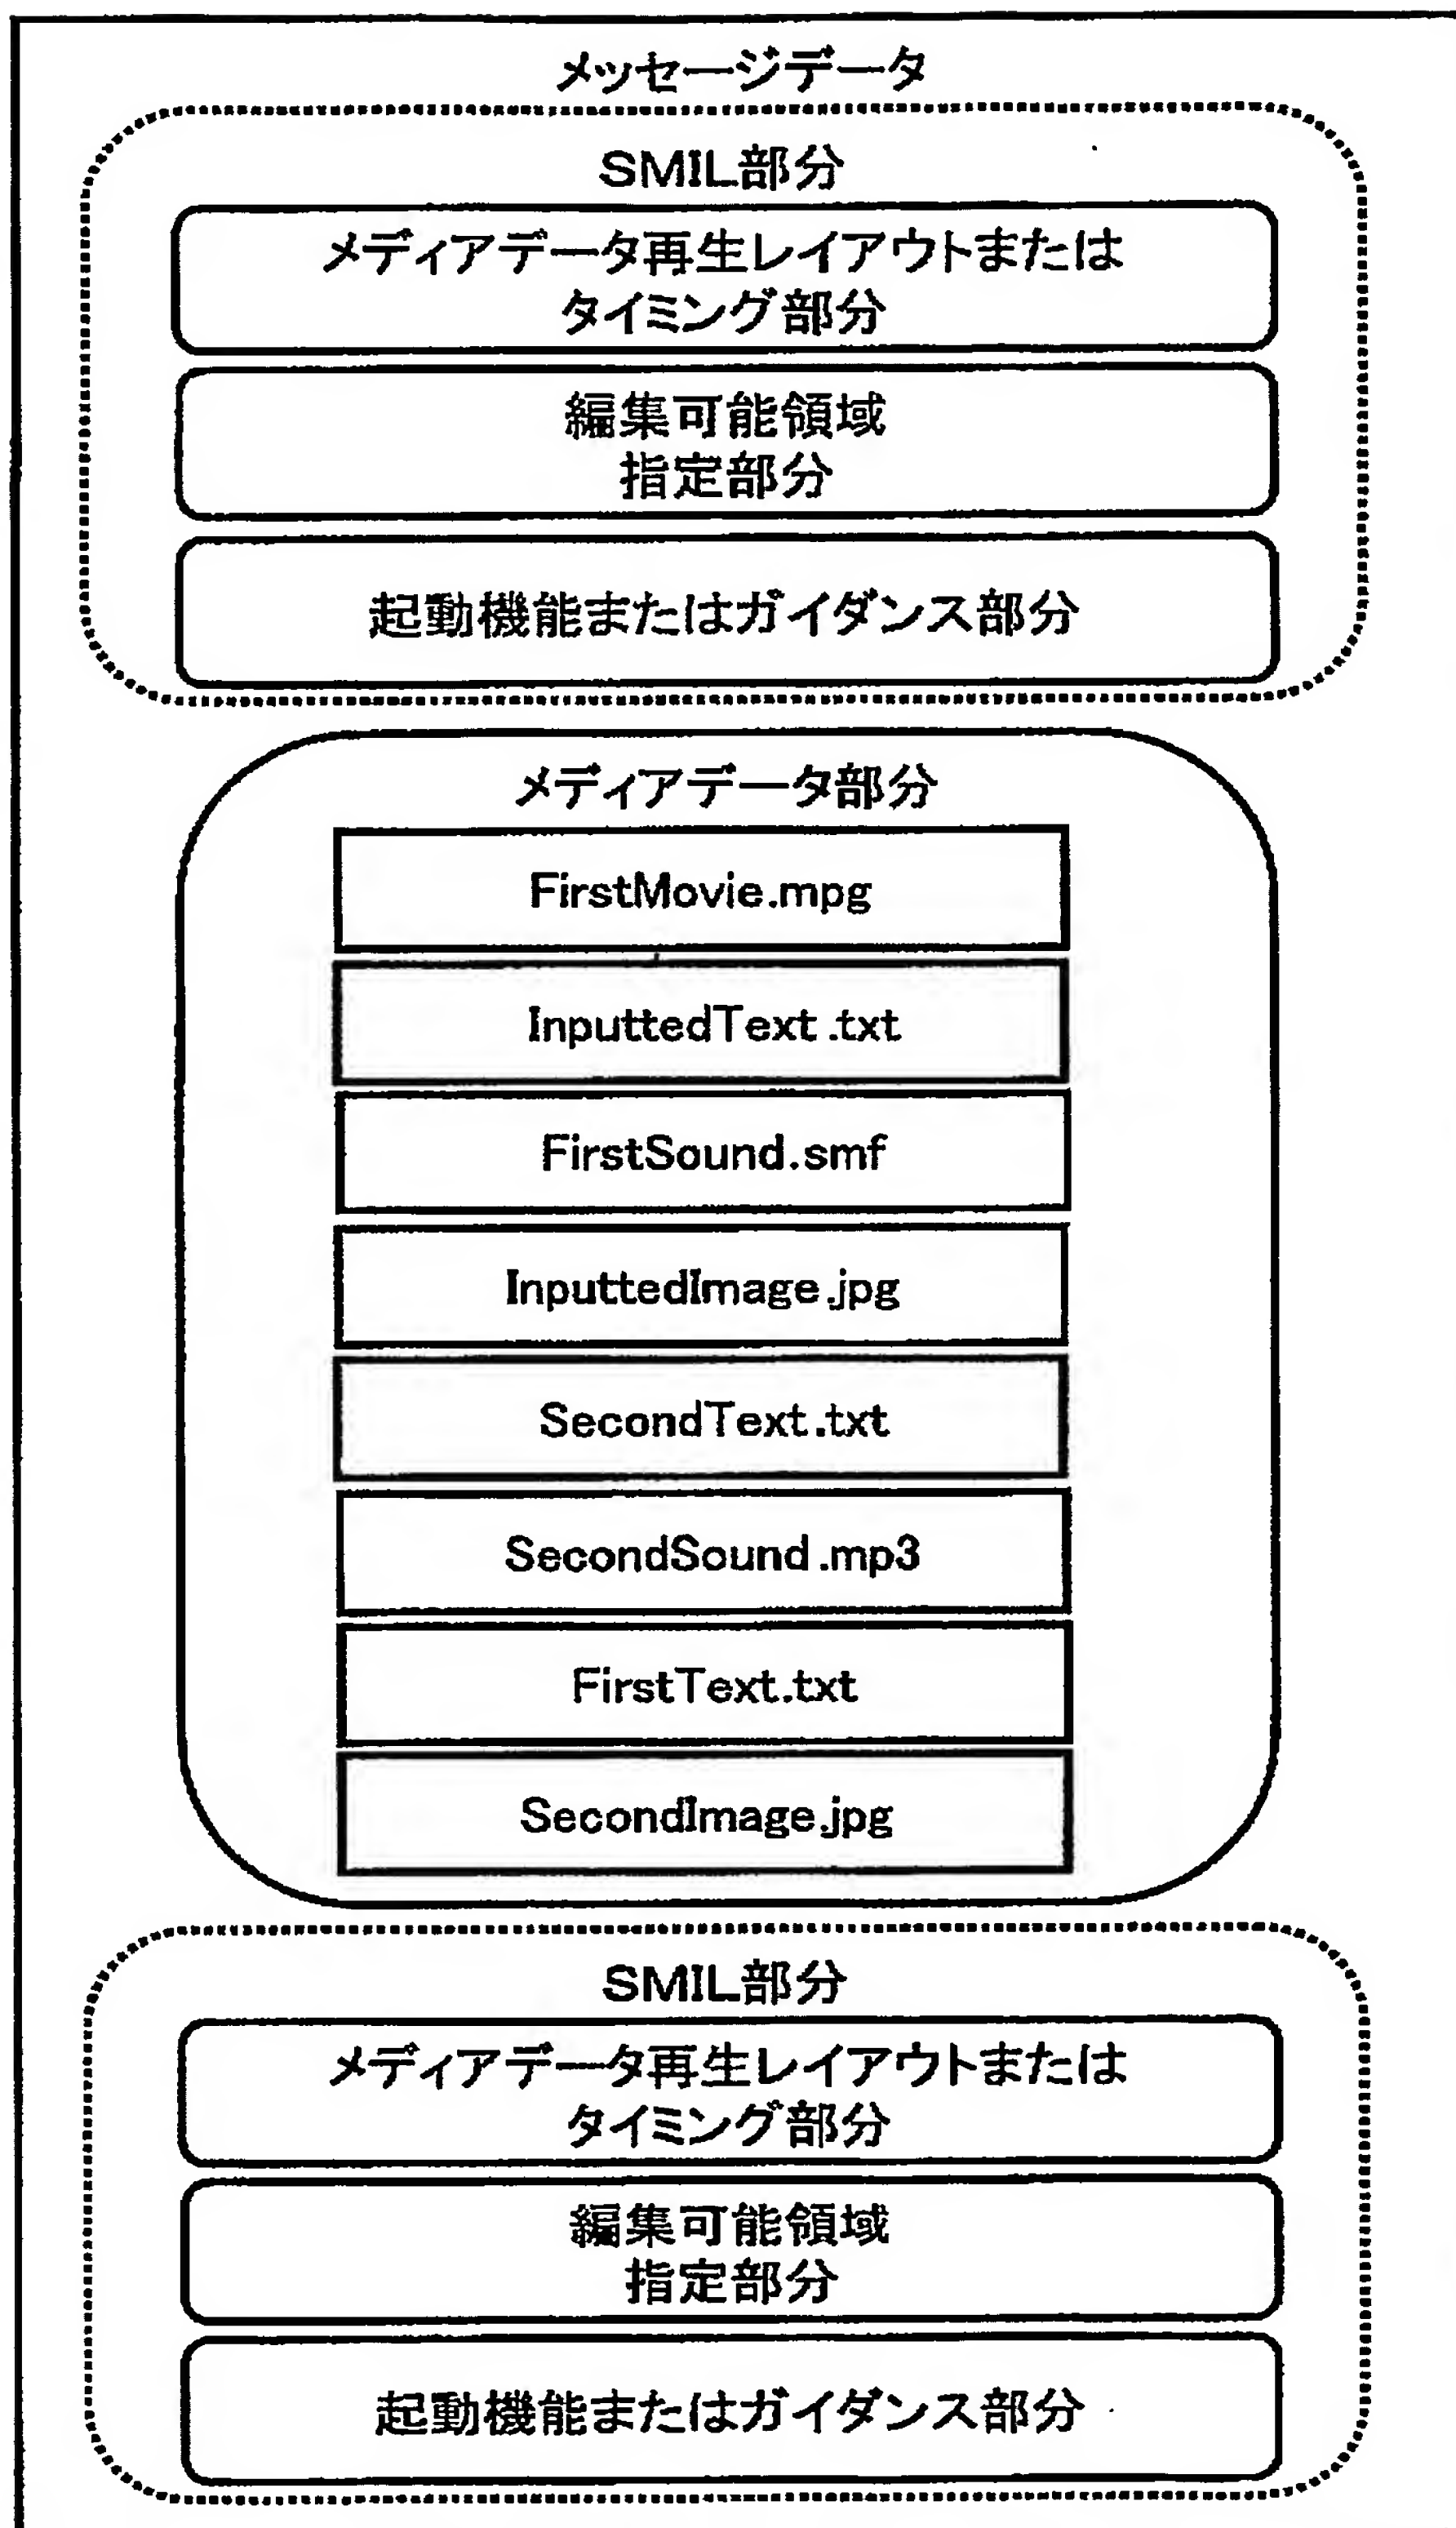 メッセージデータ
SMIL部分
メディアデータ再生レイアウトまたは
タイミング部分
編集可能領域
指定部分
起動機能またはガイダンス部分
メディアデータ部分
FirstMovie.mpg
InputtedText.txt
FirstSound.smf
InputtedImage.jpg
SecondText.txt
SecondSound.mp3
FirstText.txt
SecondImage.jpg
SMIL部分
メディアデータ再生レイアウトまたは
タイミング部分
編集可能領域
指定部分
起動機能またはガイダンス部分